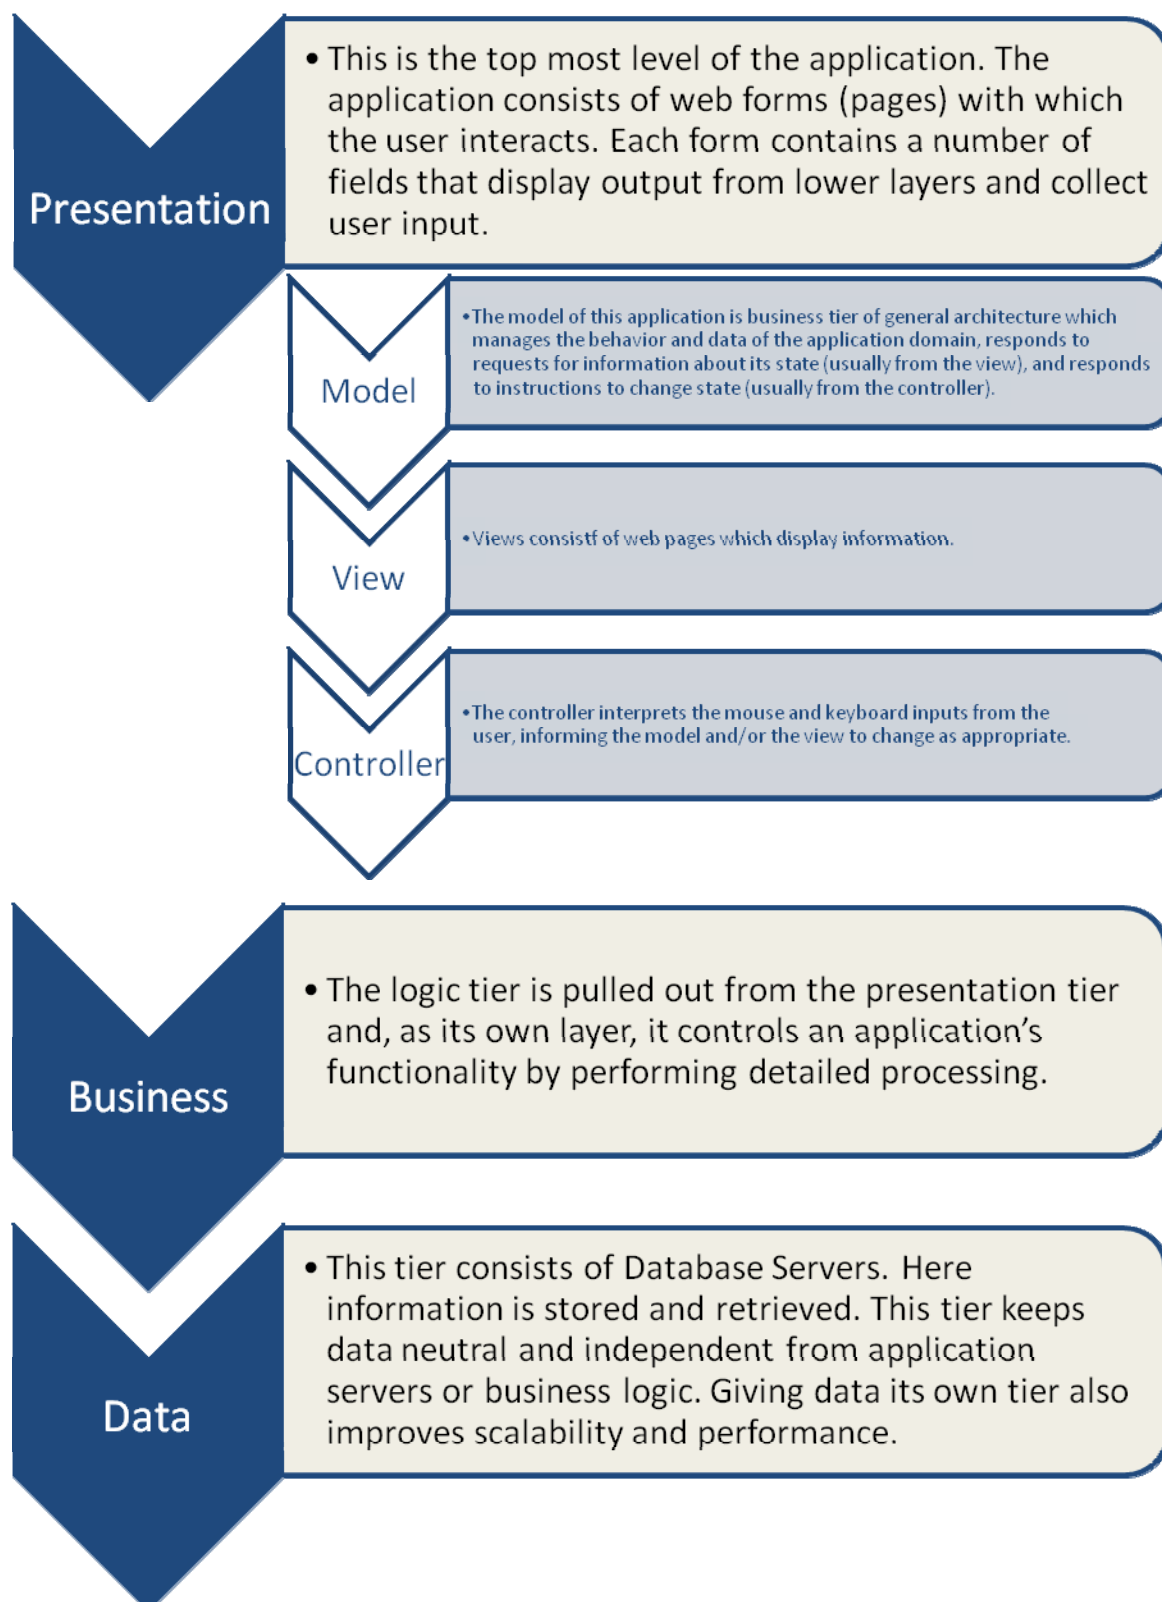 Presentation
• This is the top most level of the application. The
application consists of web forms (pages) with which
the user interacts. Each form contains a number of
fields that display output from lower layers and collect
user input.
Model
•The model of this application is business tier of general architecture which
manages the behavior and data of the application domain, responds to
requests for information about its state (usually from the view), and responds
to instructions to change state (usually from the controller).
View
•Views consistf of web pages which display information.
Controller
•The controller interprets the mouse and keyboard inputs from the
user, informing the model and/or the view to change as appropriate.
Business
• The logic tier is pulled out from the presentation tier
and, as its own layer, it controls an application’s
functionality by performing detailed processing.
Data
• This tier consists of Database Servers. Here
information is stored and retrieved. This tier keeps
data neutral and independent from application
servers or business logic. Giving data its own tier also
improves scalability and performance.